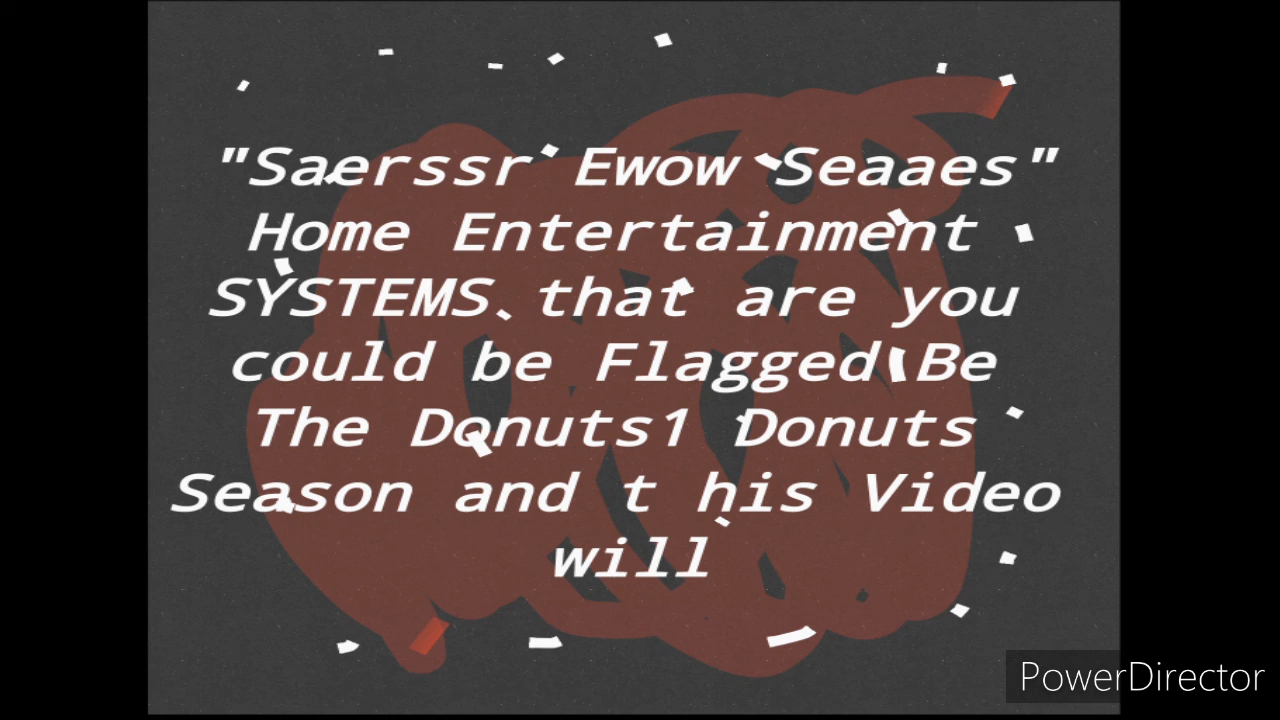 "Saerssr Ewow Seaaes"
Home Entertainment
SYSTEMS that are you
could be Flagged Be
The Donuts1 Donuts
Season and t his Video
will
PowerDirector